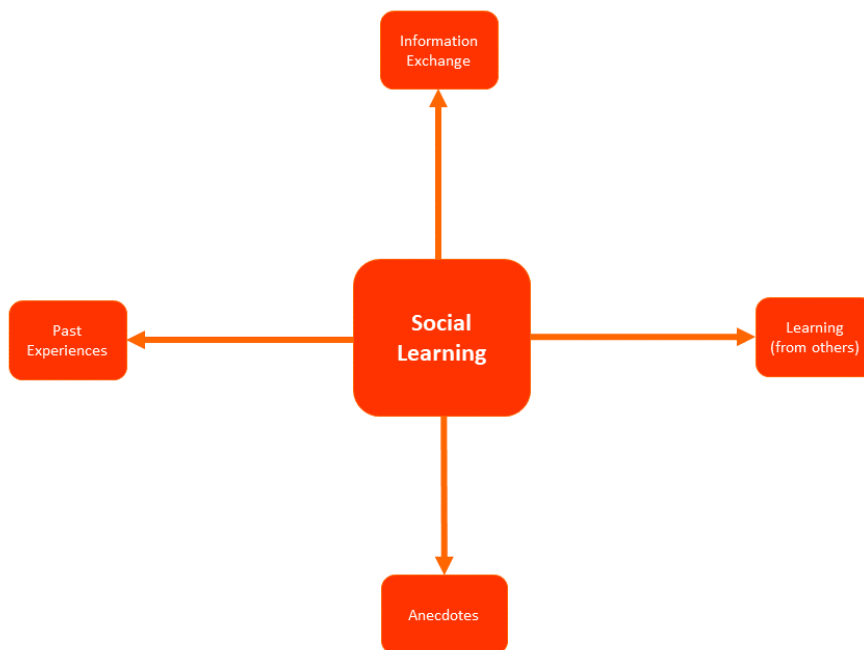 Information
Exchange
Past
Experiences
Social
Learning
Learning
(from others)
Anecdotes